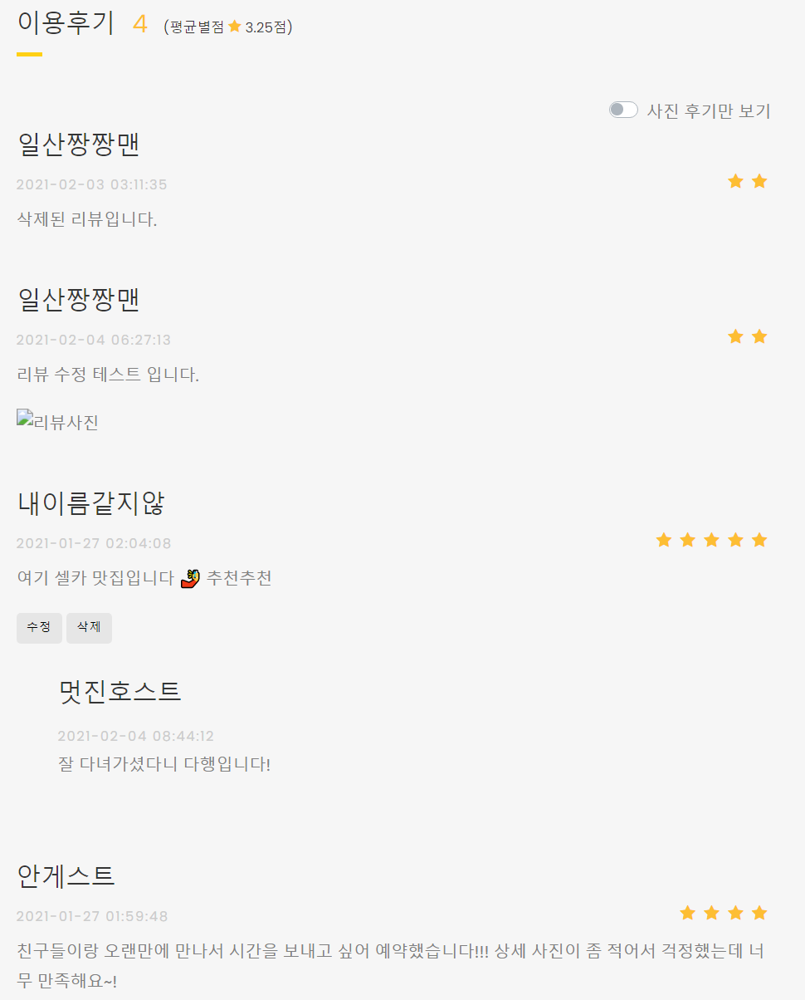 이용후기 4 (평균별점 ⭐ 3.25점)
사진 후기만 보기
일산짱짱맨
2021-02-03 03:11:35
삭제된 리뷰입니다.
일산짱짱맨
2021-02-04 06:27:13
리뷰 수정 테스트 입니다.
리뷰사진
내이름같지않
2021-01-27 02:04:08
여기 셀카 맛집입니다 🤳 추천추천
수정 삭제
멋진호스트
2021-02-04 08:44:12
잘 다녀가셨다니 다행입니다!
안게스트
2021-01-27 01:59:48
친구들이랑 오랜만에 만나서 시간을 보내고 싶어 예약했습니다!!! 상세 사진이 좀 적어서 걱정했는데 너
무 만족해요~!